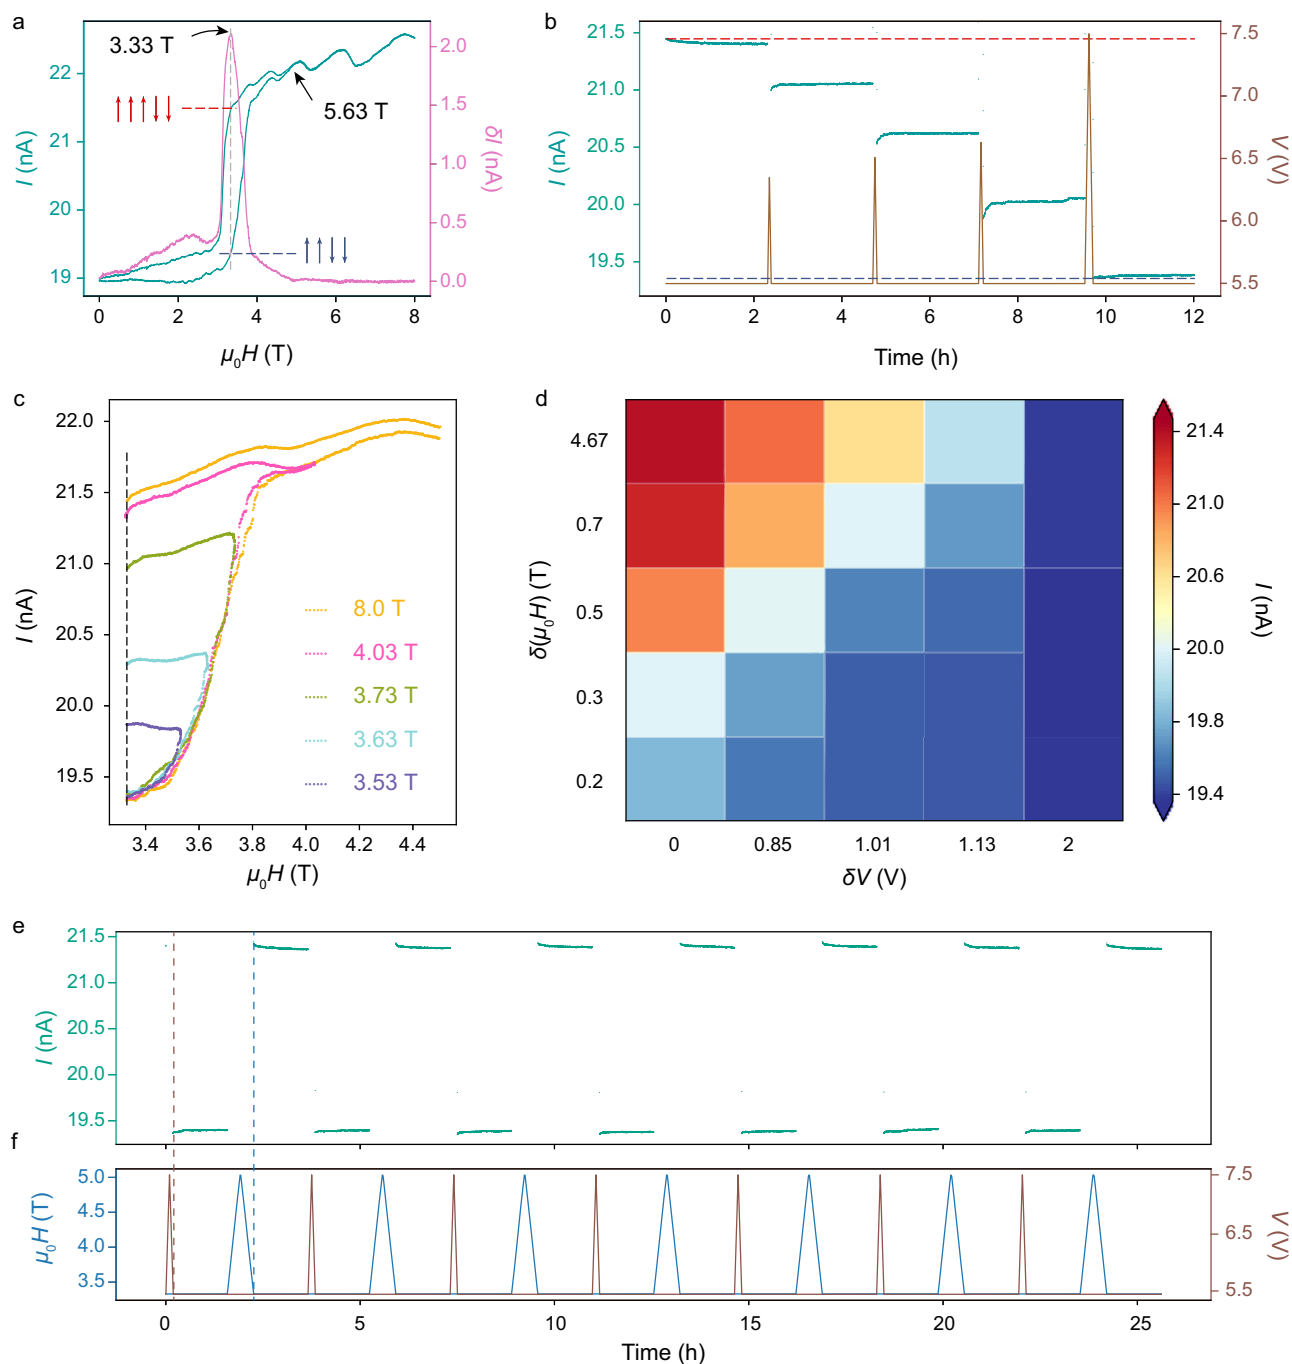 a
3.33 T
5.63 T
22
21
20
19
I (nA)
2.0
1.5
1.0
0.5
0.0
δI (nA)
0 2 4 6 8
μ0H (T)
b
21.5
21.0
20.5
20.0
19.5
I (nA)
7.5
7.0
6.5
6.0
5.5
V (V)
0 2 4 6 8 10 12
Time (h)
c
22.0
21.5
21.0
20.5
20.0
19.5
I (nA)
8.0 T
4.03 T
3.73 T
3.63 T
3.53 T
3.4 3.6 3.8 4.0 4.2 4.4
μ0H (T)
d
4.67
0.7
0.5
0.3
0.2
δ(μ0H) (T)
0 0.85 1.01 1.13 2
δV (V)
21.4
21.0
20.6
20.0
19.8
19.4
I (nA)
e
21.5
21.0
20.5
20.0
19.5
I (nA)
f
5.0
4.5
4.0
3.5
μ0H (T)
7.5
6.5
5.5
V (V)
0 5 10 15 20 25
Time (h)